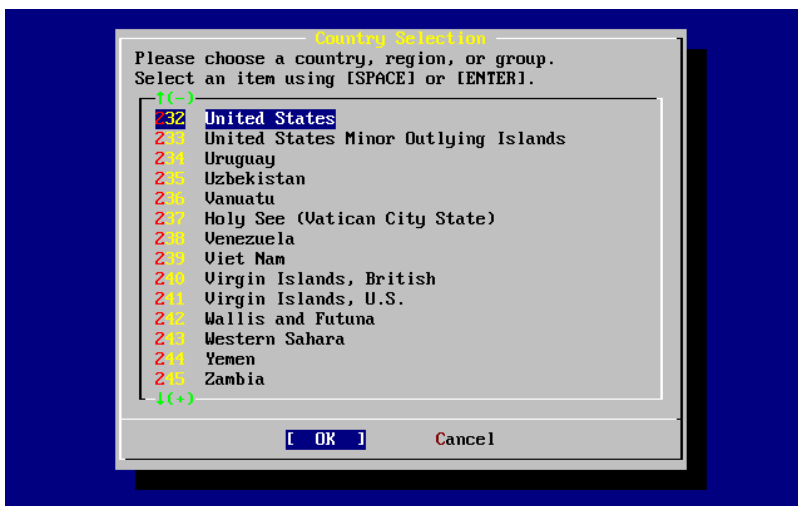 Country Selection
Please choose a country, region, or group.
Select an item using [SPACE] or [ENTER].
↑(-)
232 United States
233 United States Minor Outlying Islands
234 Uruguay
235 Uzbekistan
236 Vanuatu
237 Holy See (Vatican City State)
238 Venezuela
239 Viet Nam
240 Virgin Islands, British
241 Virgin Islands, U.S.
242 Wallis and Futuna
243 Western Sahara
244 Yemen
245 Zambia
↓(+)
[ OK ] Cancel